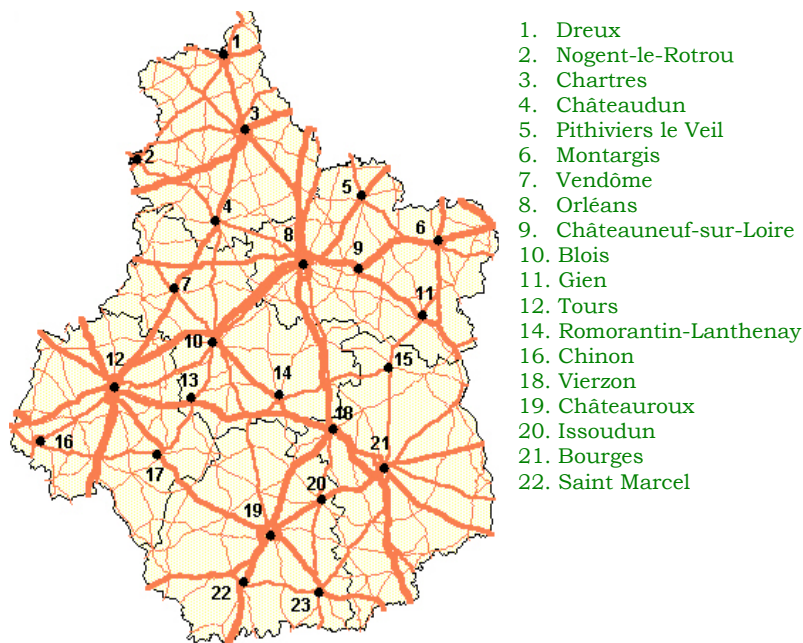 1. Dreux
2. Nogent-le-Rotrou
3. Chartres
4. Châteaudun
5. Pithiviers le Veil
6. Montargis
7. Vendôme
8. Orléans
9. Châteauneuf-sur-Loire
10. Blois
11. Gien
12. Tours
14. Romorantin-Lanthenay
16. Chinon
18. Vierzon
19. Châteauroux
20. Issoudun
21. Bourges
22. Saint Marcel
1
3
2
5
4
6
8
9
7
11
10
15
12
13
14
18
16
17
21
20
19
22
23